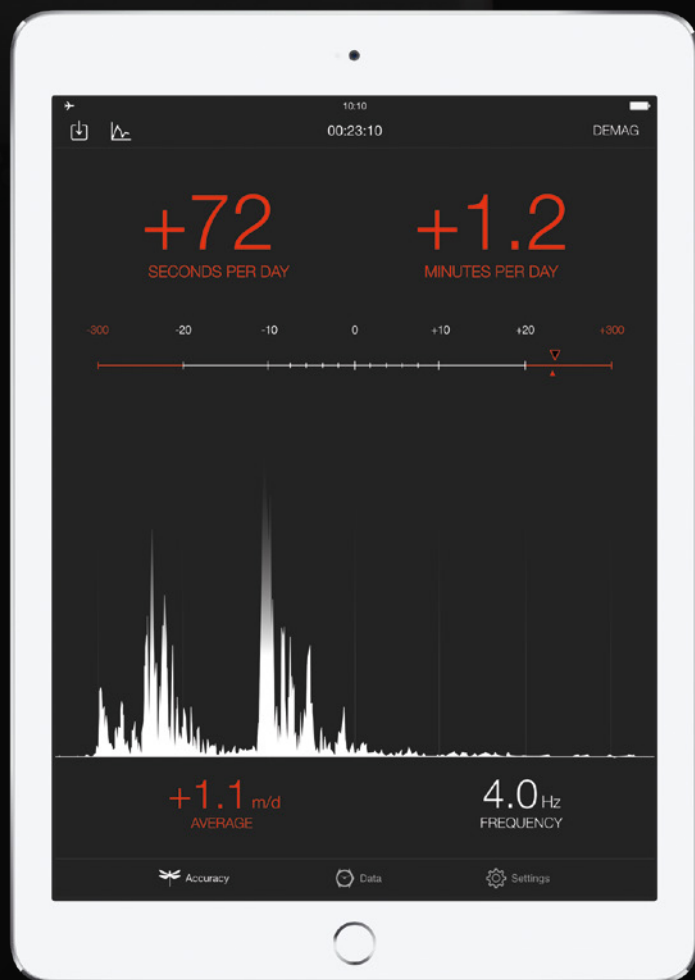 10:10
00:23:10 DEMAG
+72 +1.2
SECONDS PER DAY MINUTES PER DAY
-300 -20 -10 0 +10 +20 +300
+1.1 m/d 4.0 Hz
AVERAGE FREQUENCY
Accuracy Data Settings